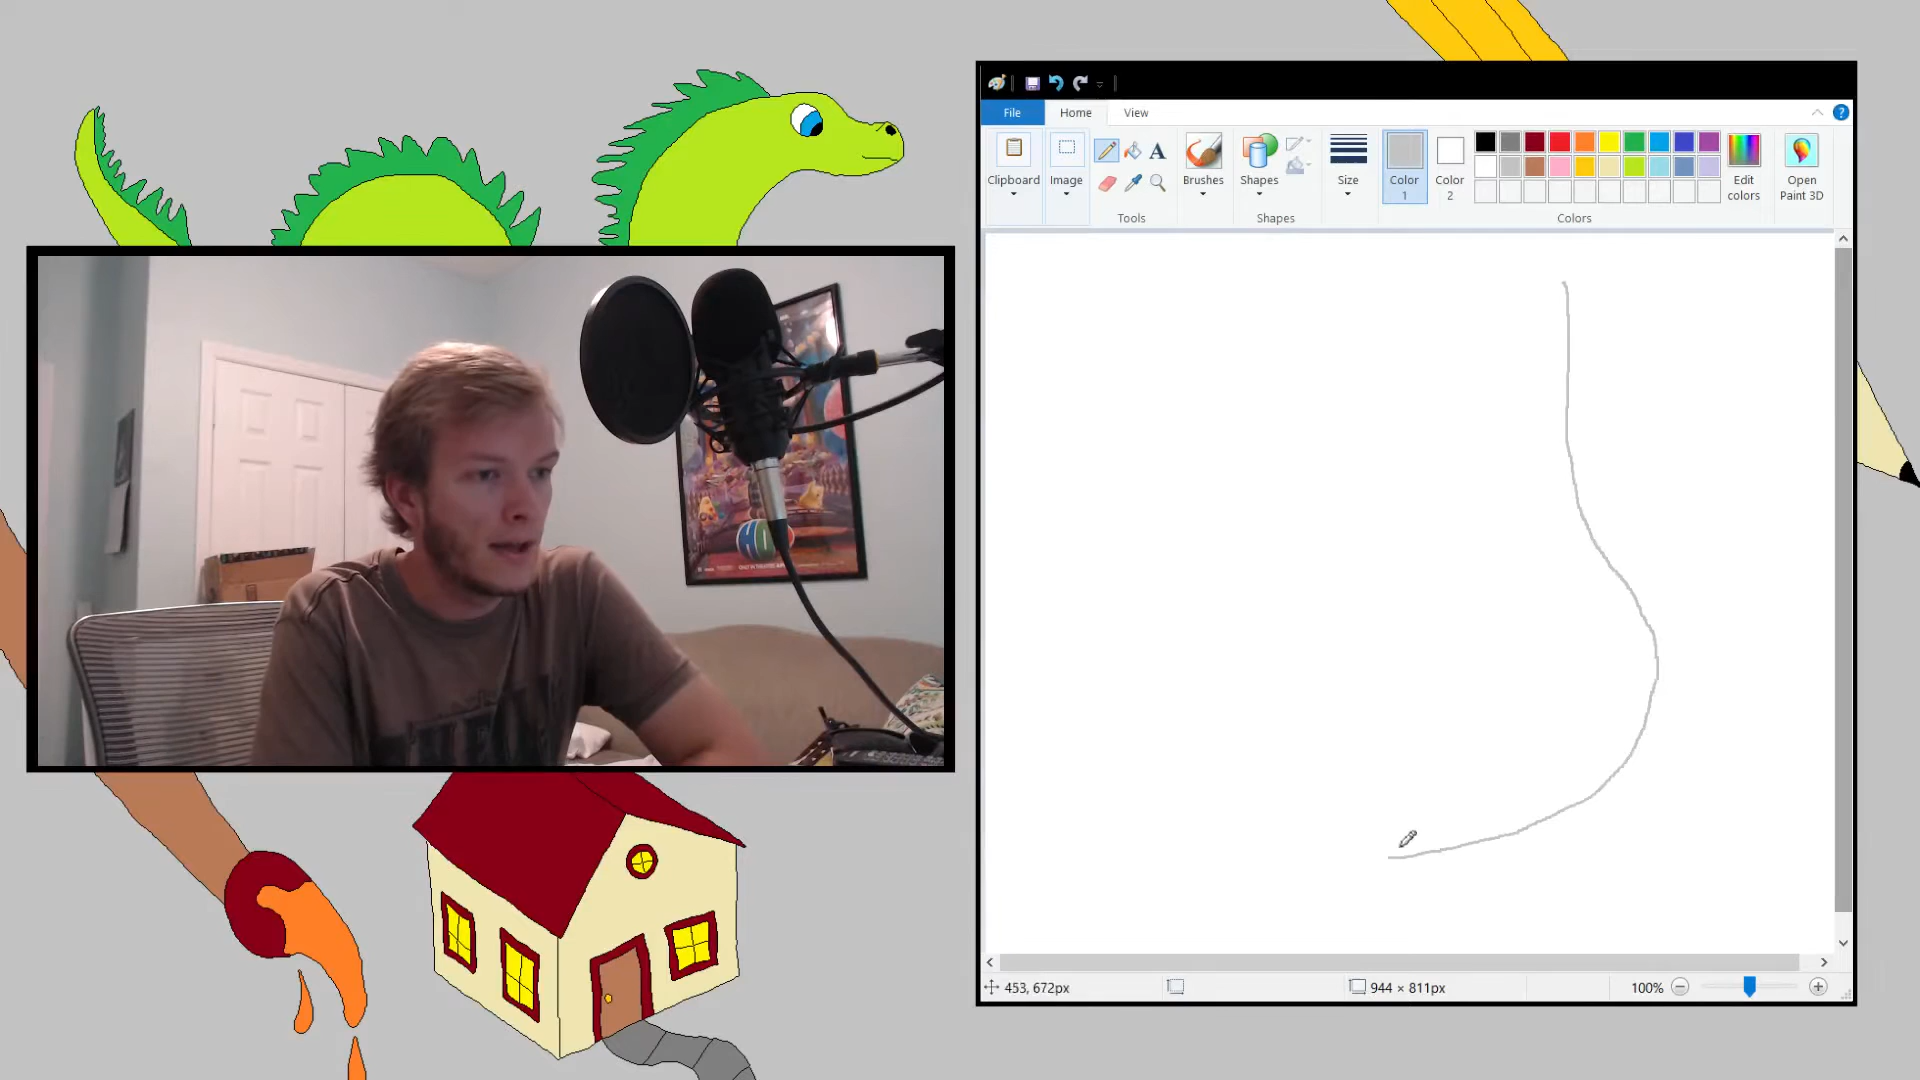 File Home View
Clipboard Image Brushes Shapes Size Color 1 Color 2 Edit colors Open Paint 3D
Tools Shapes Colors
453, 672px 944 × 811px 100%